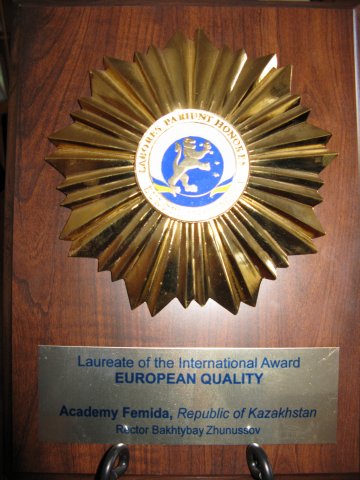 LABORES PARIUNT HONORES
Laureate of the International Award
EUROPEAN QUALITY
Academy Femida, Republic of Kazakhstan
Rector Bakhtybay Zhunussov